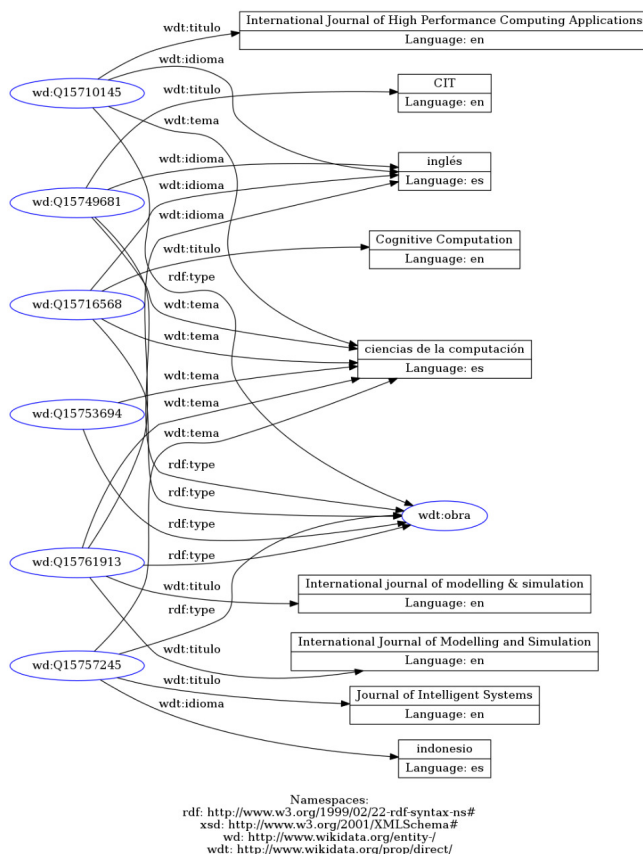 International Journal of High Performance Computing Applications
wdt:titulo
Language: en
wdt:idioma
wd:Q15710145
wdt:titulo
CIT
Language: en
wdt:tema
wdt:idioma
inglés
Language: es
wd:Q15749681
wdt:idioma
wdt:titulo
Cognitive Computation
Language: en
rdf:type
wd:Q15716568
wdt:tema
wdt:tema
ciencias de la computación
Language: es
wdt:tema
wd:Q15753694
wdt:tema
rdf:type
rdf:type
wdt:obra
rdf:type
rdf:type
wd:Q15761913
wdt:titulo
International journal of modelling & simulation
Language: en
rdf:type
wdt:titulo
International Journal of Modelling and Simulation
Language: en
wd:Q15757245
wdt:titulo
Journal of Intelligent Systems
Language: en
wdt:idioma
indonesio
Language: es
Namespaces:
rdf: http://www.w3.org/1999/02/22-rdf-syntax-ns#
xsd: http://www.w3.org/2001/XMLSchema#
wd: http://www.wikidata.org/entity-/
wdt: http://www.wikidata.org/prop/direct/